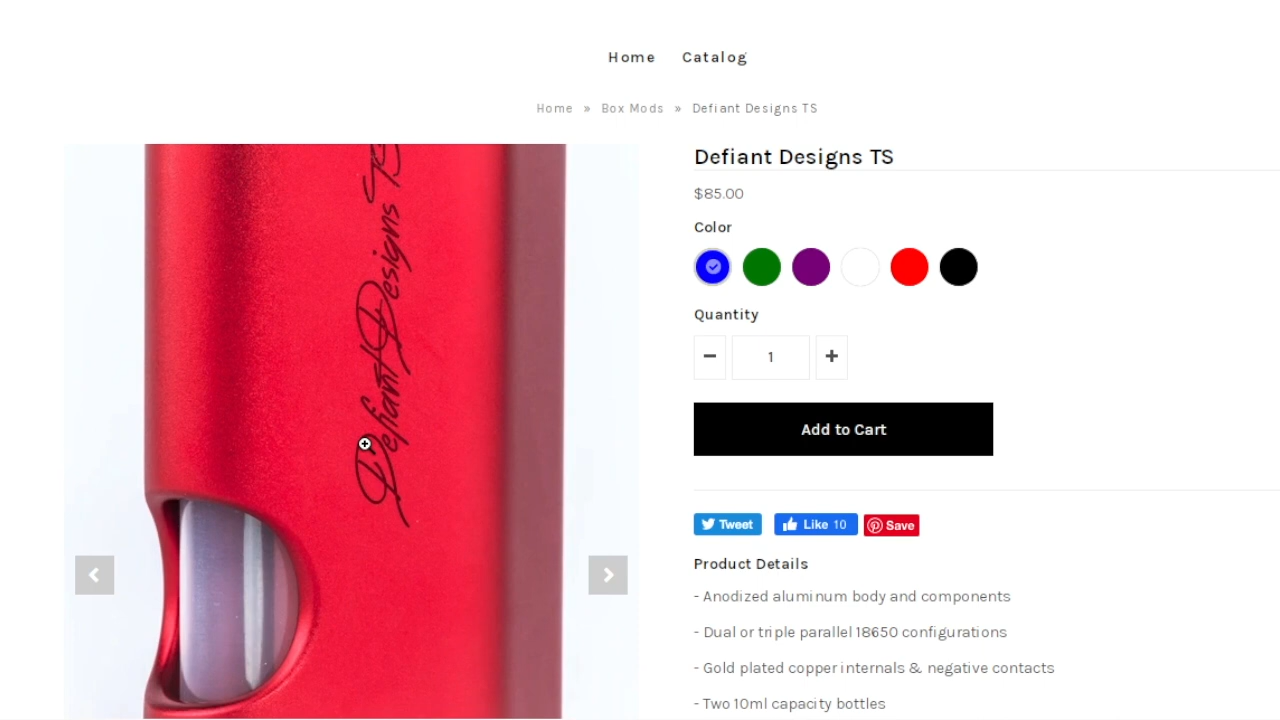 Home Catalog
Home » Box Mods » Defiant Designs TS
Defiant Designs TS
Defiant Designs TS
$85.00
Color
Quantity
1
Add to Cart
Tweet Like 10 Save
Product Details
- Anodized aluminum body and components
- Dual or triple parallel 18650 configurations
- Gold plated copper internals & negative contacts
- Two 10ml capacity bottles